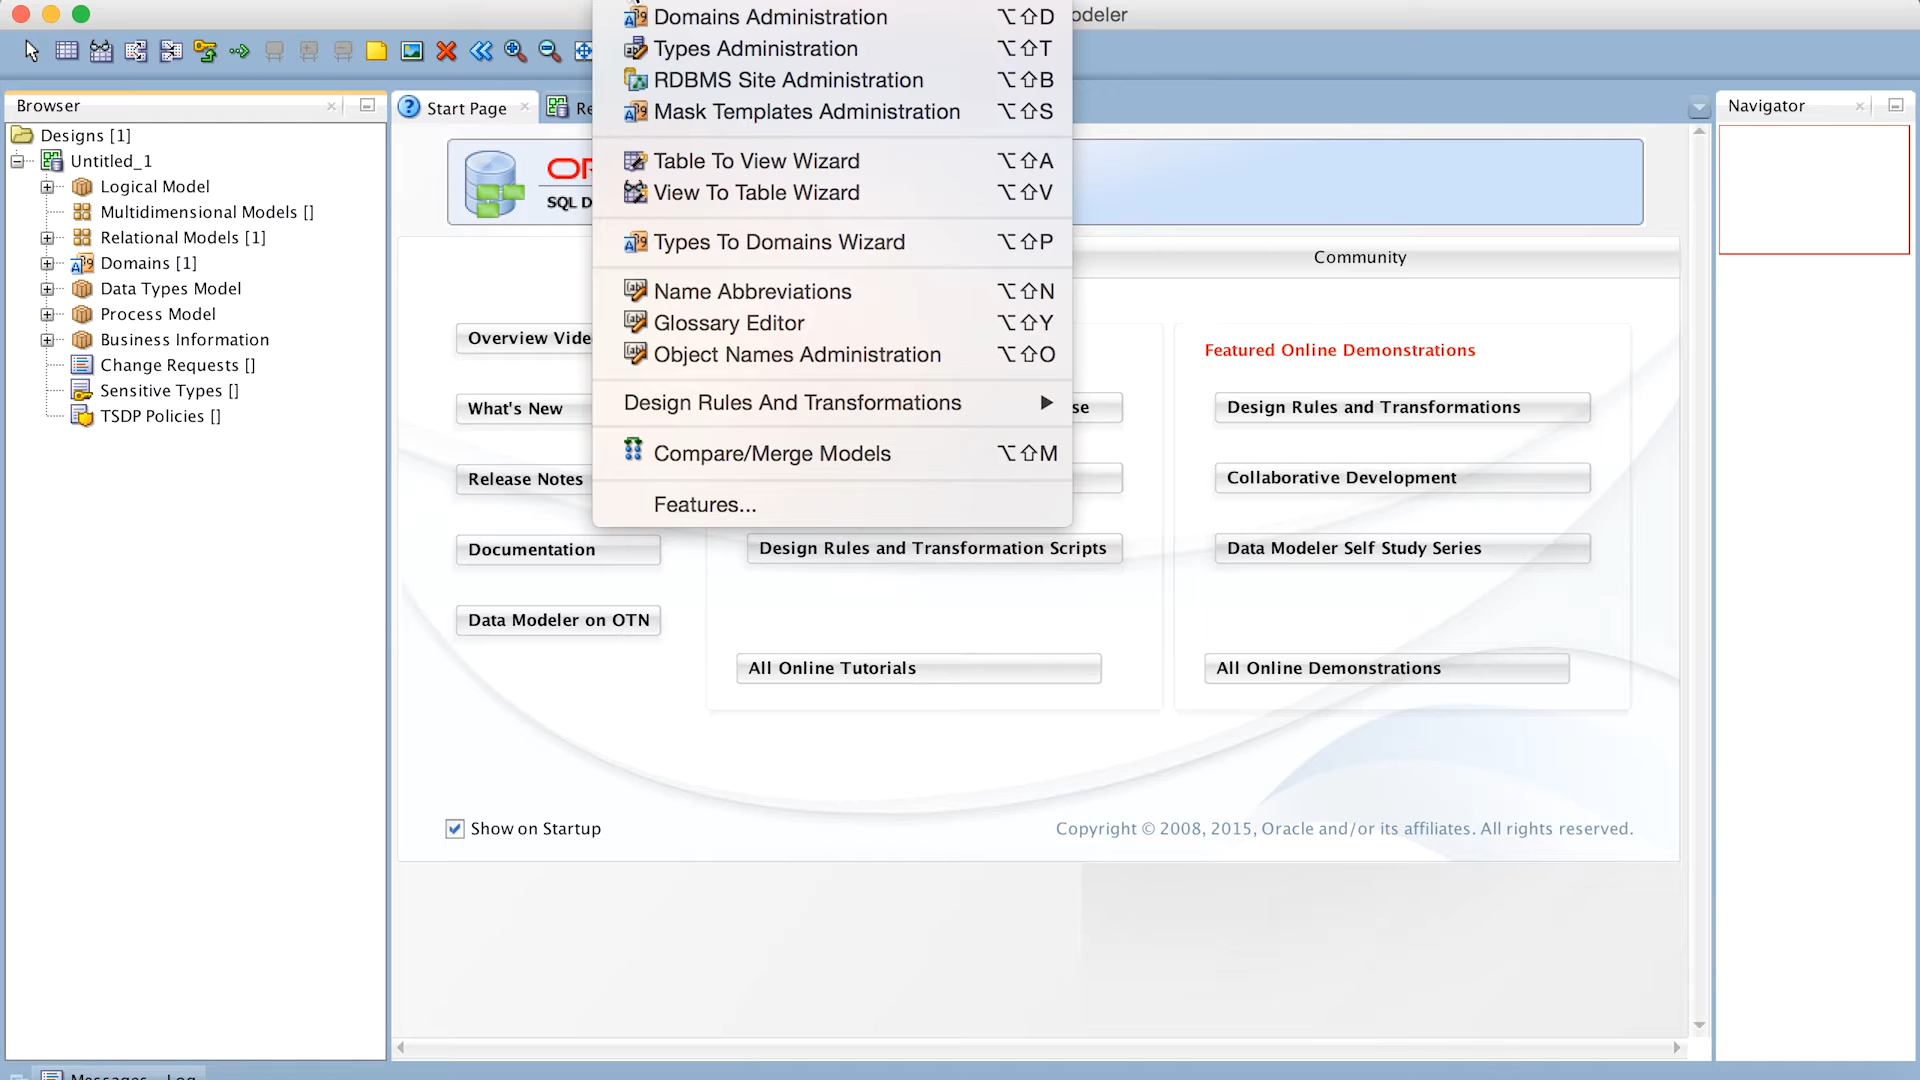 odeler
Domains Administration ⌥⇧D
Types Administration ⌥⇧T
RDBMS Site Administration ⌥⇧B
Mask Templates Administration ⌥⇧S
Table To View Wizard ⌥⇧A
View To Table Wizard ⌥⇧V
Types To Domains Wizard ⌥⇧P
Name Abbreviations ⌥⇧N
Glossary Editor ⌥⇧Y
Object Names Administration ⌥⇧O
Design Rules And Transformations ▶
Compare/Merge Models ⌥⇧M
Features...
Browser
Designs [1]
Untitled_1
Logical Model
Multidimensional Models []
Relational Models [1]
Domains [1]
Data Types Model
Process Model
Business Information
Change Requests []
Sensitive Types []
TSDP Policies []
Start Page
Re
OR
SQL D
Community
Overview Vide
What's New
Release Notes
Documentation
Data Modeler on OTN
se
Design Rules and Transformation Scripts
All Online Tutorials
Featured Online Demonstrations
Design Rules and Transformations
Collaborative Development
Data Modeler Self Study Series
All Online Demonstrations
Show on Startup
Copyright © 2008, 2015, Oracle and/or its affiliates. All rights reserved.
Navigator
Messages - Log